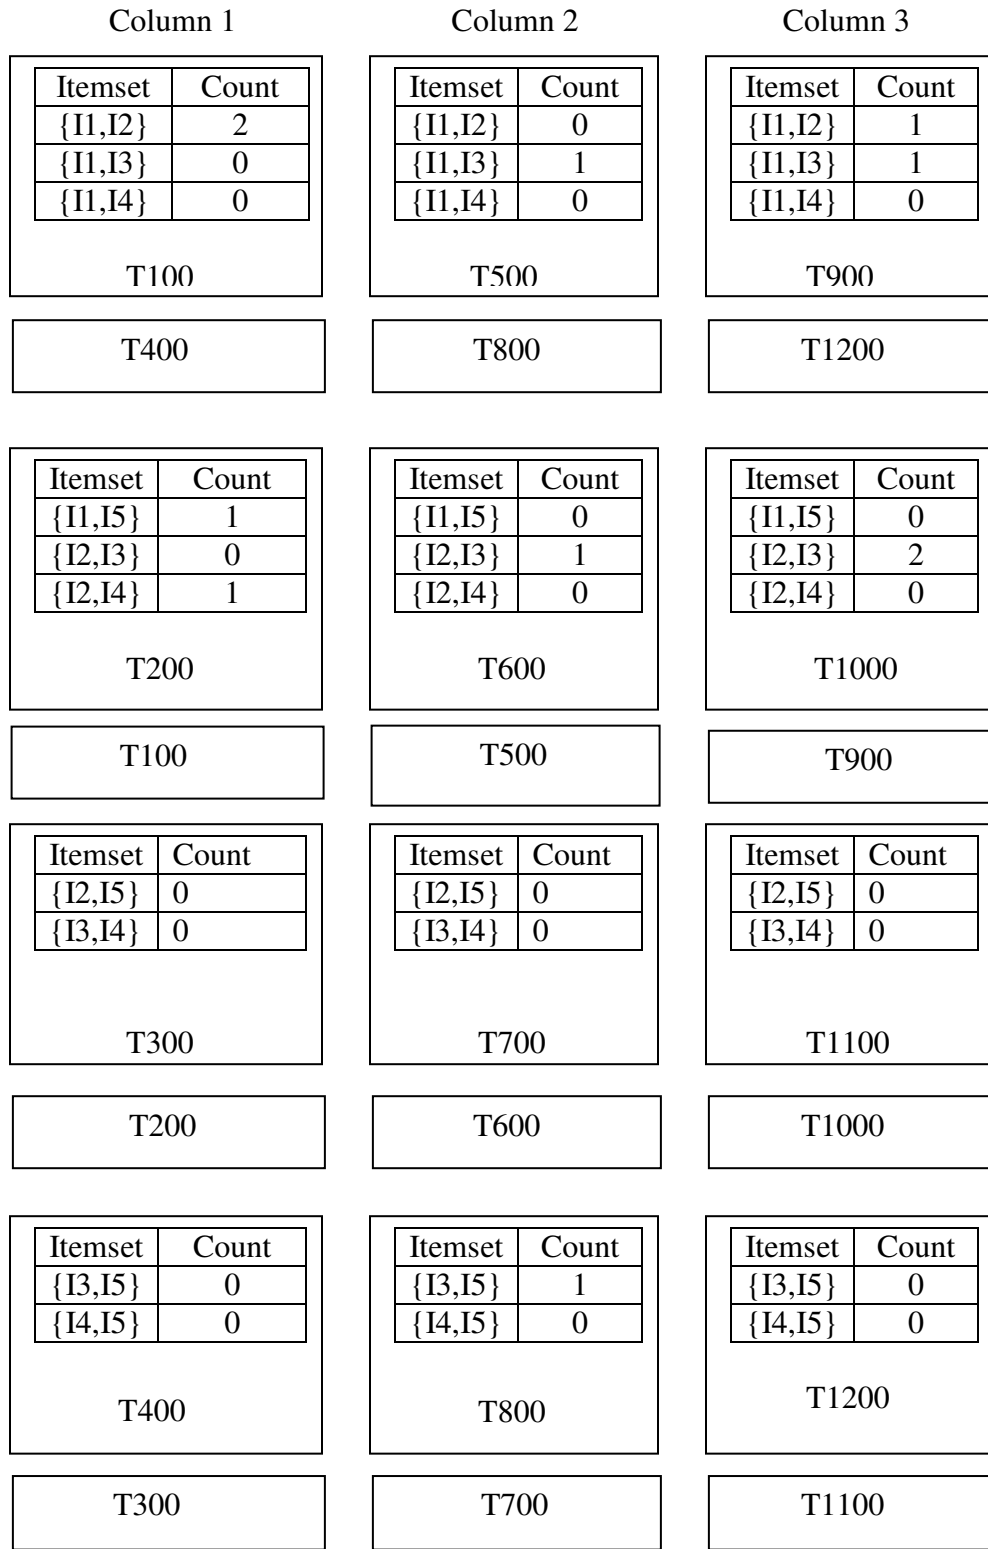 Column 1 Column 2 Column 3
Itemset Count Itemset Count Itemset Count
{I1,I2} 2 {I1,I2} 0 {I1,I2} 1
{I1,I3} 0 {I1,I3} 1 {I1,I3} 1
{I1,I4} 0 {I1,I4} 0 {I1,I4} 0
T100 T500 T900
T400 T800 T1200
Itemset Count Itemset Count Itemset Count
{I1,I5} 1 {I1,I5} 0 {I1,I5} 0
{I2,I3} 0 {I2,I3} 1 {I2,I3} 2
{I2,I4} 1 {I2,I4} 0 {I2,I4} 0
T200 T600 T1000
T100 T500 T900
Itemset Count Itemset Count Itemset Count
{I2,I5} 0 {I2,I5} 0 {I2,I5} 0
{I3,I4} 0 {I3,I4} 0 {I3,I4} 0
T300 T700 T1100
T200 T600 T1000
Itemset Count Itemset Count Itemset Count
{I3,I5} 0 {I3,I5} 1 {I3,I5} 0
{I4,I5} 0 {I4,I5} 0 {I4,I5} 0
T400 T800 T1200
T300 T700 T1100